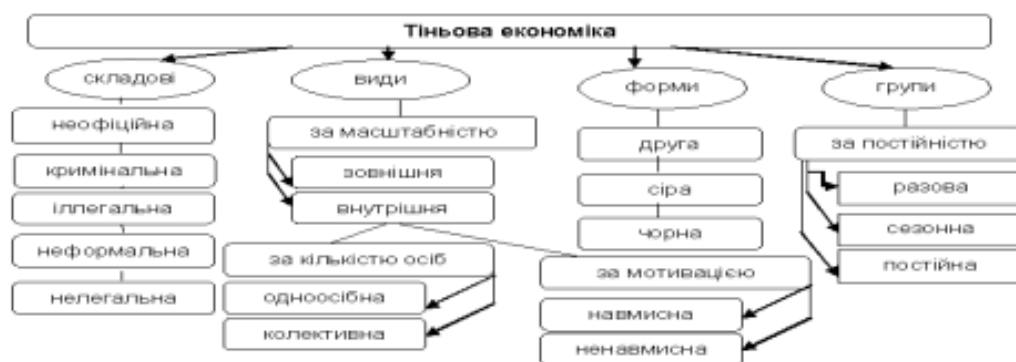 Тіньова економіка
складові
неофіційна
кримінальна
іллегальна
неформальна
нелегальна
види
за масштабністю
зовнішня
внутрішня
за кількістю осіб
одноосібна
колективна
за мотивацією
навмисна
ненавмисна
форми
друга
сіра
чорна
групи
за постійністю
разова
сезонна
постійна